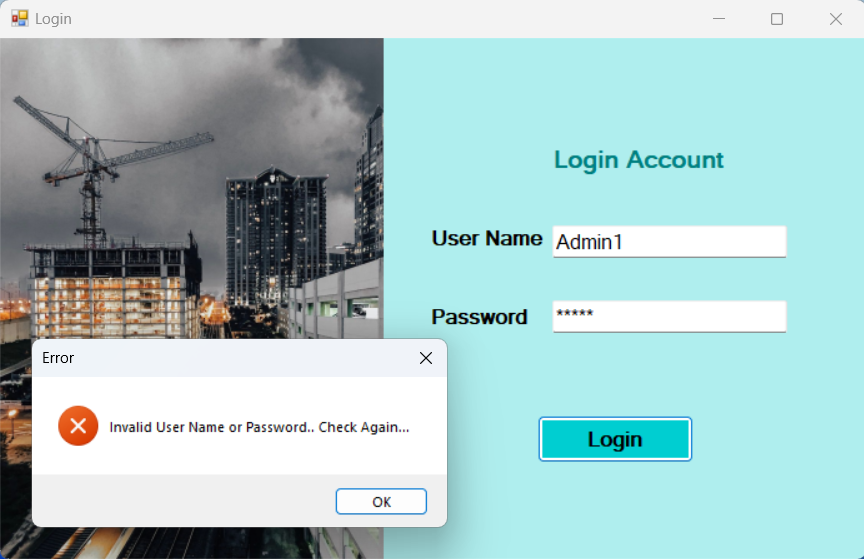 Login
Login Account
User Name Admin1
Password *****
Login
Error
Invalid User Name or Password.. Check Again...
OK